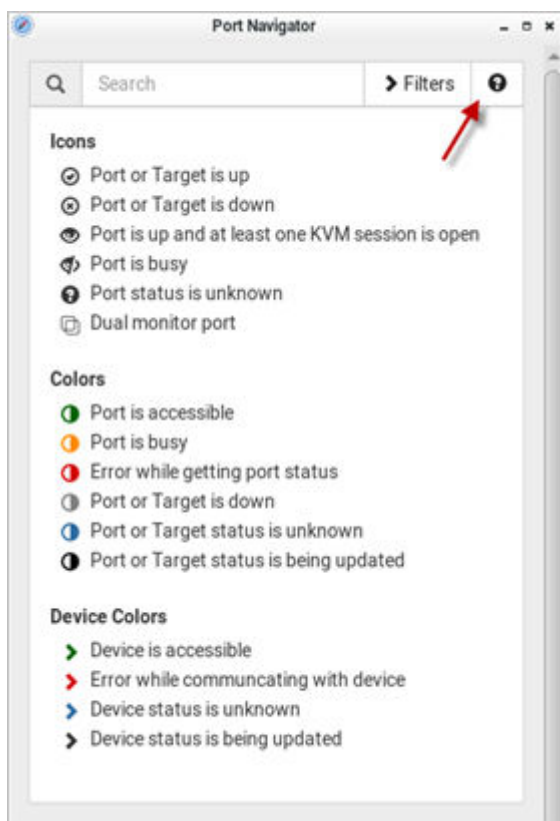 Port Navigator
Search
Filters
Icons
Port or Target is up
Port or Target is down
Port is up and at least one KVM session is open
Port is busy
Port status is unknown
Dual monitor port
Colors
Port is accessible
Port is busy
Error while getting port status
Port or Target is down
Port or Target status is unknown
Port or Target status is being updated
Device Colors
Device is accessible
Error while communcating with device
Device status is unknown
Device status is being updated